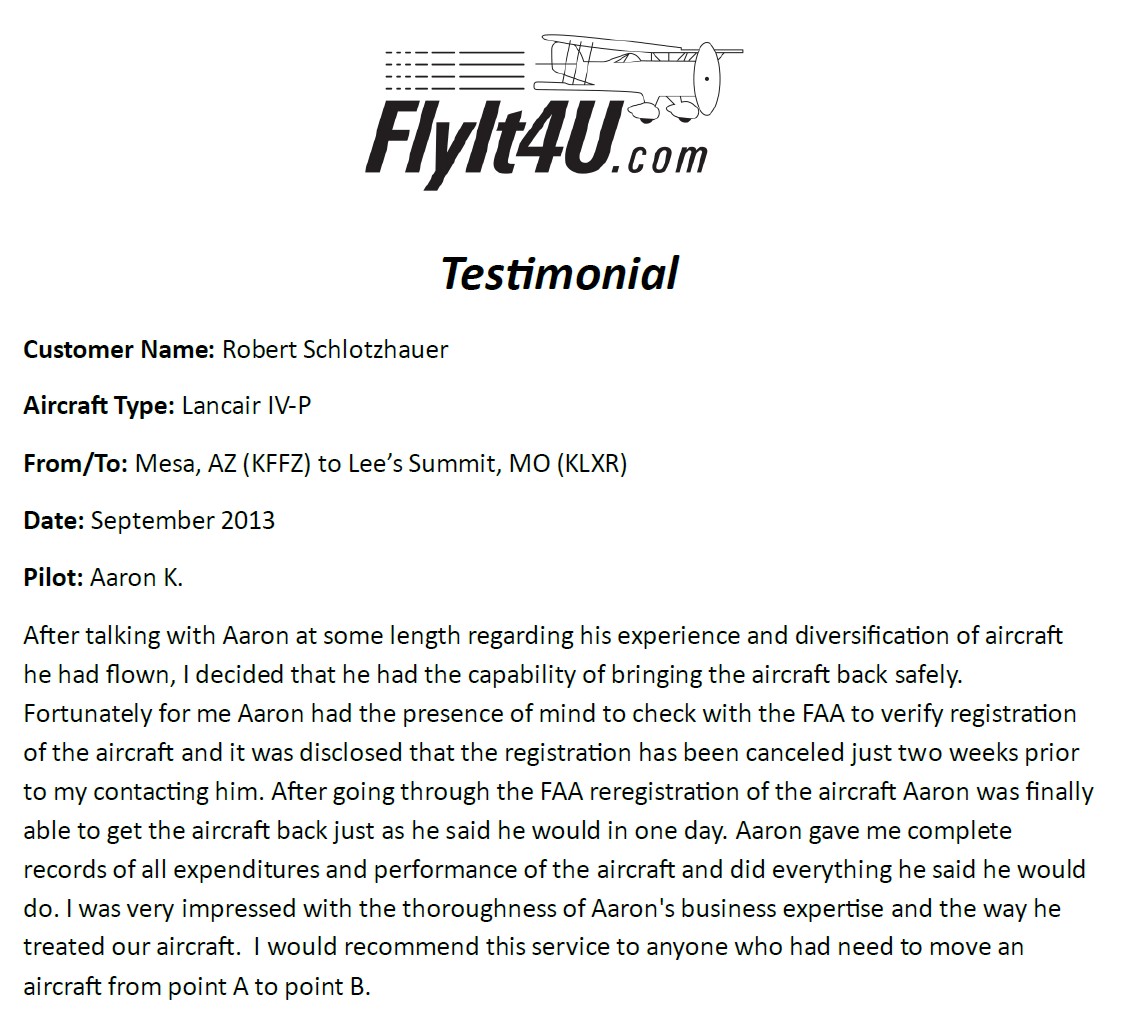 FlyIt4U.com
Testimonial
Customer Name: Robert Schlotzhauer
Aircraft Type: Lancair IV-P
From/To: Mesa, AZ (KFFZ) to Lee’s Summit, MO (KLXR)
Date: September 2013
Pilot: Aaron K.
After talking with Aaron at some length regarding his experience and diversification of aircraft
he had flown, I decided that he had the capability of bringing the aircraft back safely.
Fortunately for me Aaron had the presence of mind to check with the FAA to verify registration
of the aircraft and it was disclosed that the registration has been canceled just two weeks prior
to my contacting him. After going through the FAA reregistration of the aircraft Aaron was finally
able to get the aircraft back just as he said he would in one day. Aaron gave me complete
records of all expenditures and performance of the aircraft and did everything he said he would
do. I was very impressed with the thoroughness of Aaron's business expertise and the way he
treated our aircraft.  I would recommend this service to anyone who had need to move an
aircraft from point A to point B.